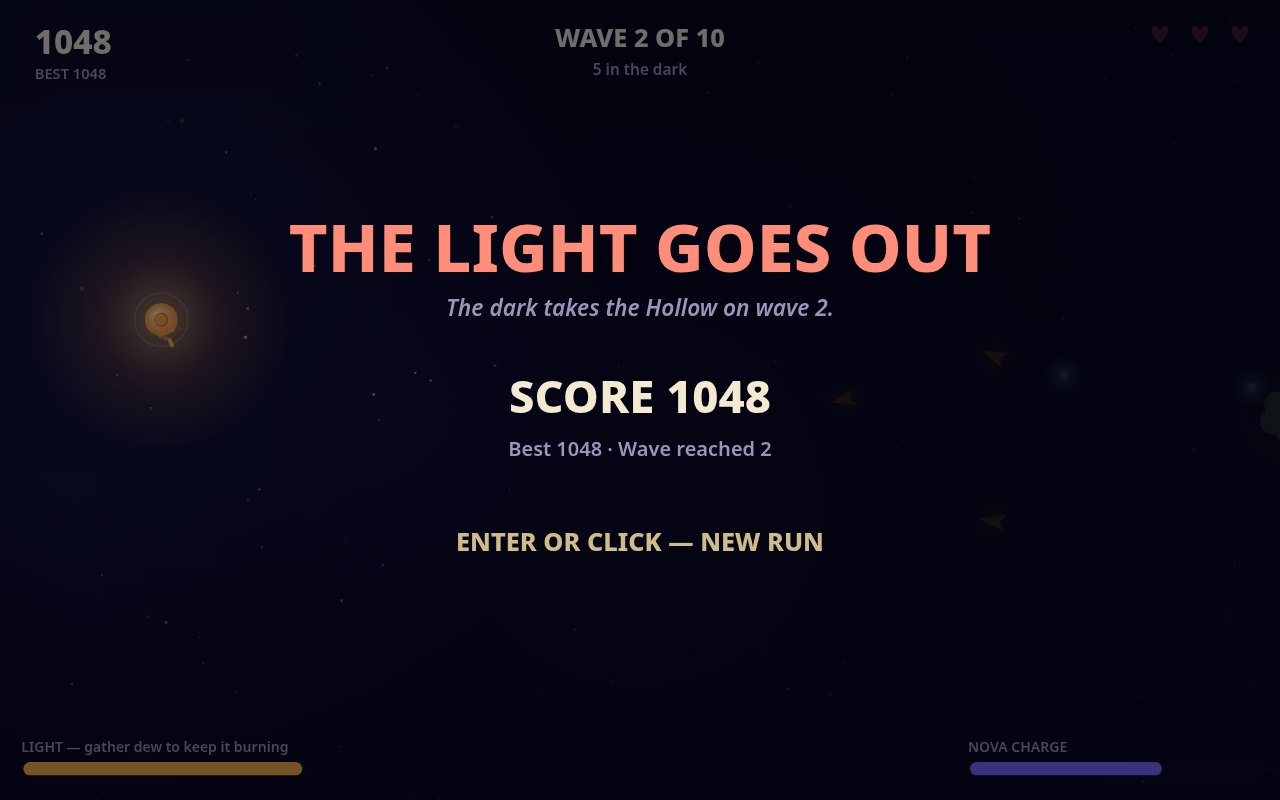 1048
BEST 1048
WAVE 2 OF 10
5 in the dark
THE LIGHT GOES OUT
The dark takes the Hollow on wave 2.
SCORE 1048
Best 1048 · Wave reached 2
ENTER OR CLICK — NEW RUN
LIGHT — gather dew to keep it burning
NOVA CHARGE